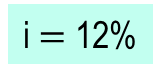 i = 12%